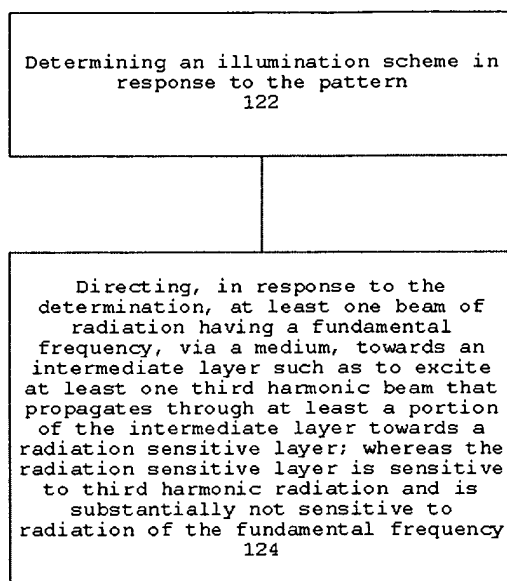 Determining an illumination scheme in
response to the pattern
122
Directing, in response to the
determination, at least one beam of
radiation having a fundamental
frequency, via a medium, towards an
intermediate layer such as to excite
at least one third harmonic beam that
propagates through at least a portion
of the intermediate layer towards a
radiation sensitive layer; whereas the
radiation sensitive layer is sensitive
to third harmonic radiation and is
substantially not sensitive to
radiation of the fundamental frequency
124